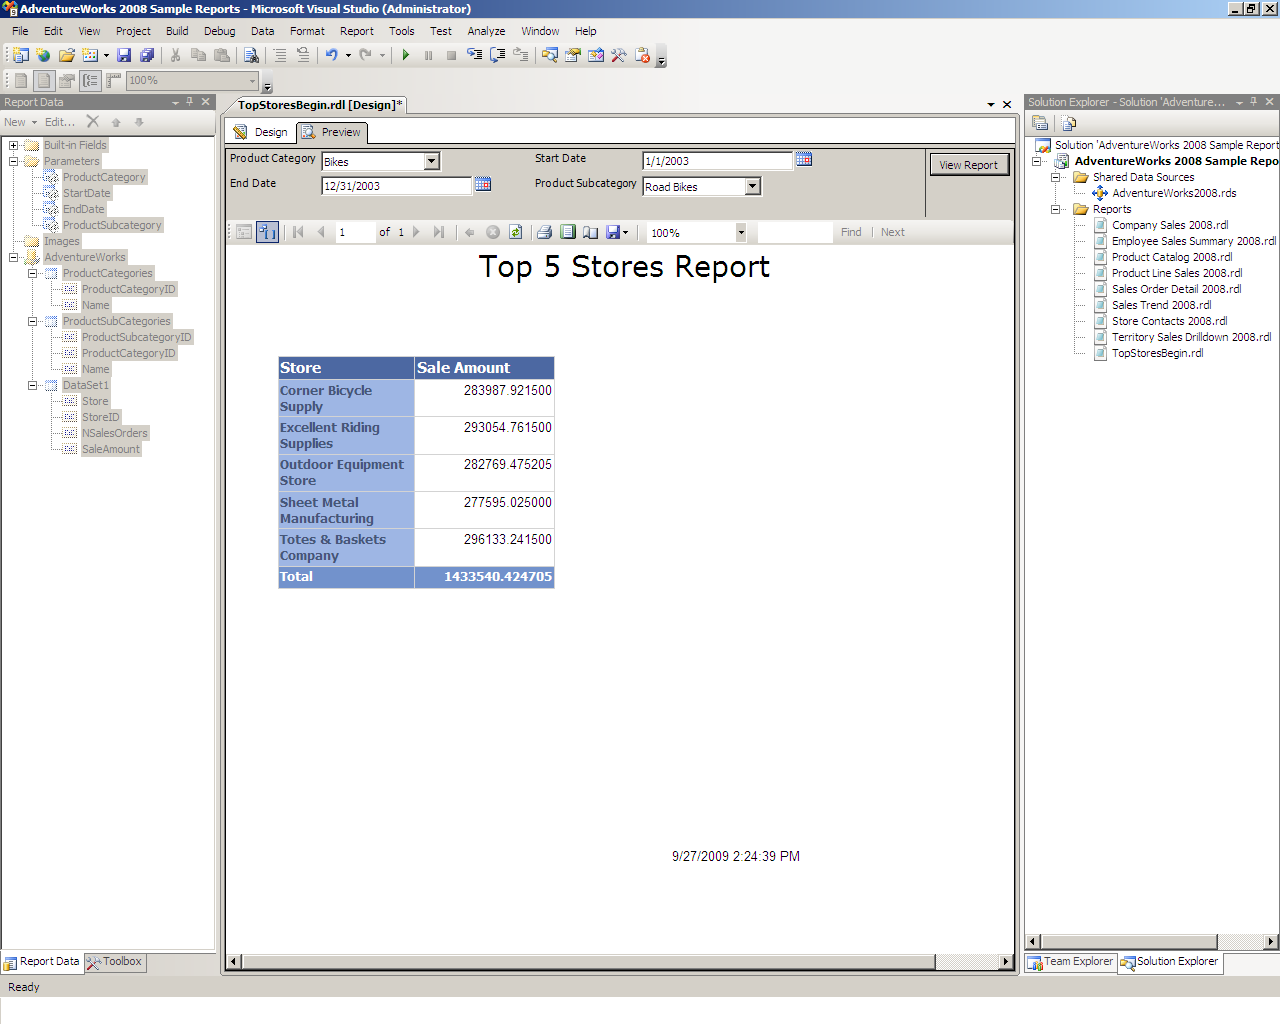 AdventureWorks 2008 Sample Reports - Microsoft Visual Studio (Administrator)
File Edit View Project Build Debug Data Format Report Tools Test Analyze Window Help
100%
Report Data
New Edit...
Built-in Fields
Parameters
ProductCategory
StartDate
EndDate
ProductSubcategory
Images
AdventureWorks
ProductCategories
ProductCategoryID
Name
ProductSubCategories
ProductSubcategoryID
ProductCategoryID
Name
DataSet1
Store
StoreID
NSalesOrders
SaleAmount
Report Data Toolbox
TopStoresBegin.rdl [Design]*
Design Preview
Product Category Bikes Start Date 1/1/2003 View Report
End Date 12/31/2003 Product Subcategory Road Bikes
1 of 1 100% Find | Next
Top 5 Stores Report
Store Sale Amount
Corner Bicycle 283987.921500
Supply
Excellent Riding 293054.761500
Supplies
Outdoor Equipment 282769.475205
Store
Sheet Metal 277595.025000
Manufacturing
Totes & Baskets 296133.241500
Company
Total 1433540.424705
9/27/2009 2:24:39 PM
Solution Explorer - Solution 'Adventure...
Solution 'AdventureWorks 2008 Sample Report
AdventureWorks 2008 Sample Repo
Shared Data Sources
AdventureWorks2008.rds
Reports
Company Sales 2008.rdl
Employee Sales Summary 2008.rdl
Product Catalog 2008.rdl
Product Line Sales 2008.rdl
Sales Order Detail 2008.rdl
Sales Trend 2008.rdl
Store Contacts 2008.rdl
Territory Sales Drilldown 2008.rdl
TopStoresBegin.rdl
Team Explorer Solution Explorer
Ready